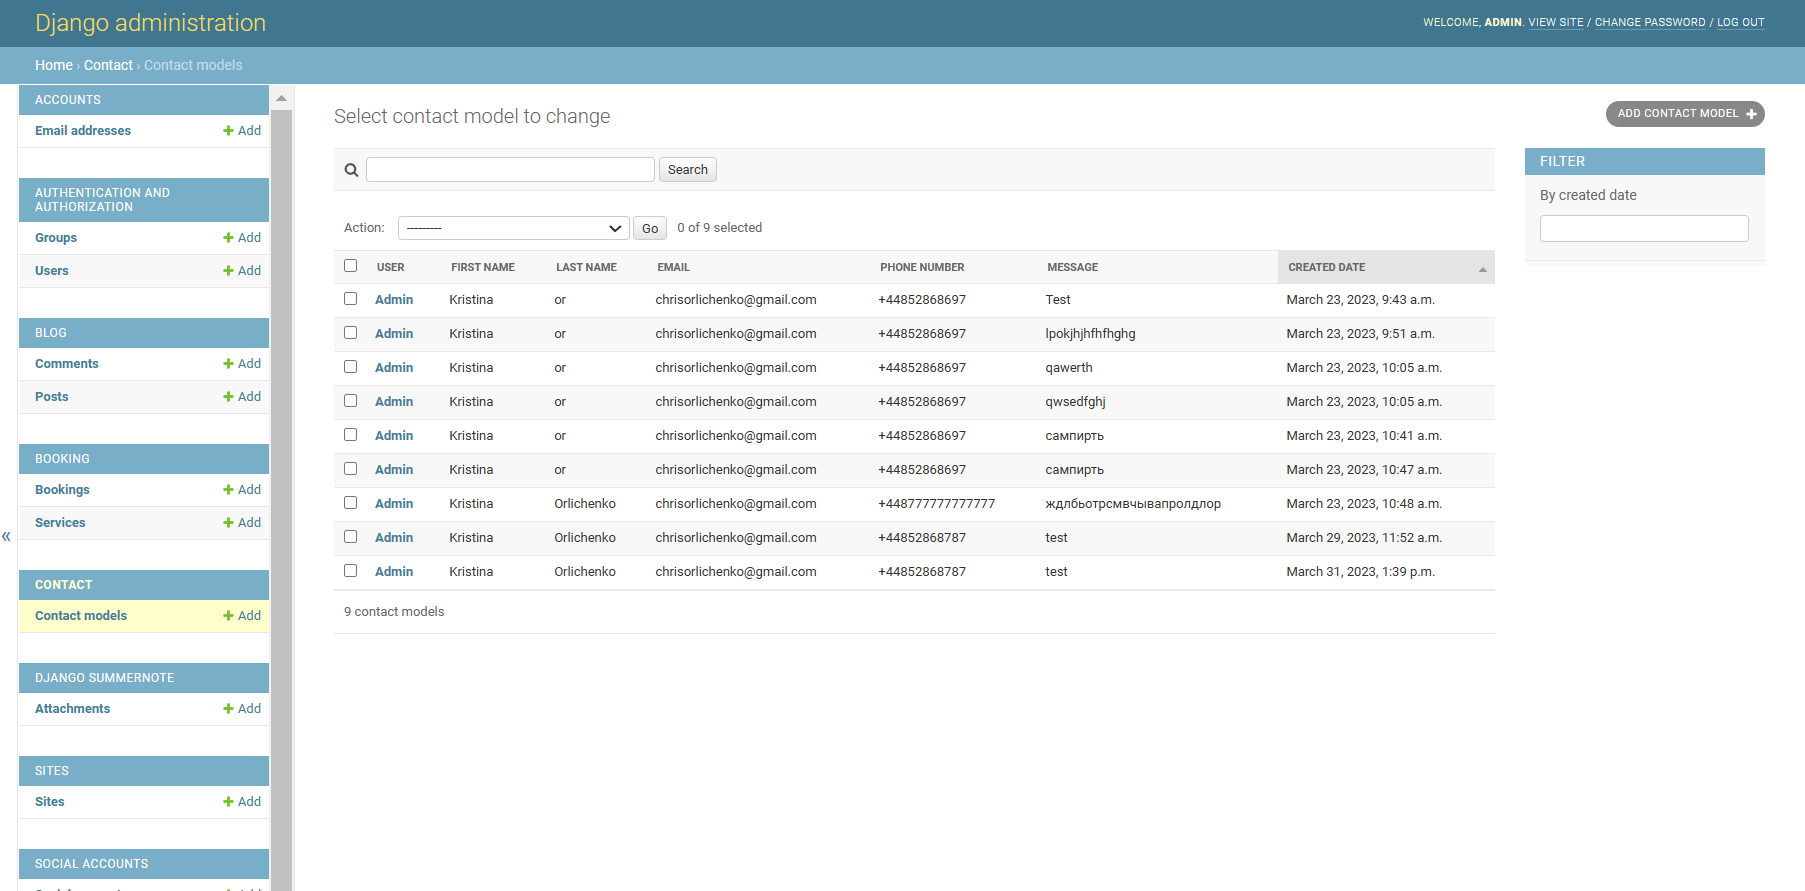 Django administration
WELCOME, ADMIN. VIEW SITE / CHANGE PASSWORD / LOG OUT
Home › Contact › Contact models
ACCOUNTS
Email addresses + Add
AUTHENTICATION AND
AUTHORIZATION
Groups + Add
Users + Add
BLOG
Comments + Add
Posts + Add
BOOKING
Bookings + Add
Services + Add
«
CONTACT
Contact models + Add
DJANGO SUMMERNOTE
Attachments + Add
SITES
Sites + Add
SOCIAL ACCOUNTS
Select contact model to change
ADD CONTACT MODEL +
Search
Action: --------- Go 0 of 9 selected
USER FIRST NAME LAST NAME EMAIL PHONE NUMBER MESSAGE CREATED DATE
Admin Kristina or chrisorlichenko@gmail.com +44852868697 Test March 23, 2023, 9:43 a.m.
Admin Kristina or chrisorlichenko@gmail.com +44852868697 lpokjhjhfhfhghg March 23, 2023, 9:51 a.m.
Admin Kristina or chrisorlichenko@gmail.com +44852868697 qawerth March 23, 2023, 10:05 a.m.
Admin Kristina or chrisorlichenko@gmail.com +44852868697 qwsedfghj March 23, 2023, 10:05 a.m.
Admin Kristina or chrisorlichenko@gmail.com +44852868697 сампирть March 23, 2023, 10:41 a.m.
Admin Kristina or chrisorlichenko@gmail.com +44852868697 сампирть March 23, 2023, 10:47 a.m.
Admin Kristina Orlichenko chrisorlichenko@gmail.com +448777777777777 ждлбьотрсмвчывапролдлор March 23, 2023, 10:48 a.m.
Admin Kristina Orlichenko chrisorlichenko@gmail.com +44852868787 test March 29, 2023, 11:52 a.m.
Admin Kristina Orlichenko chrisorlichenko@gmail.com +44852868787 test March 31, 2023, 1:39 p.m.
9 contact models
FILTER
By created date